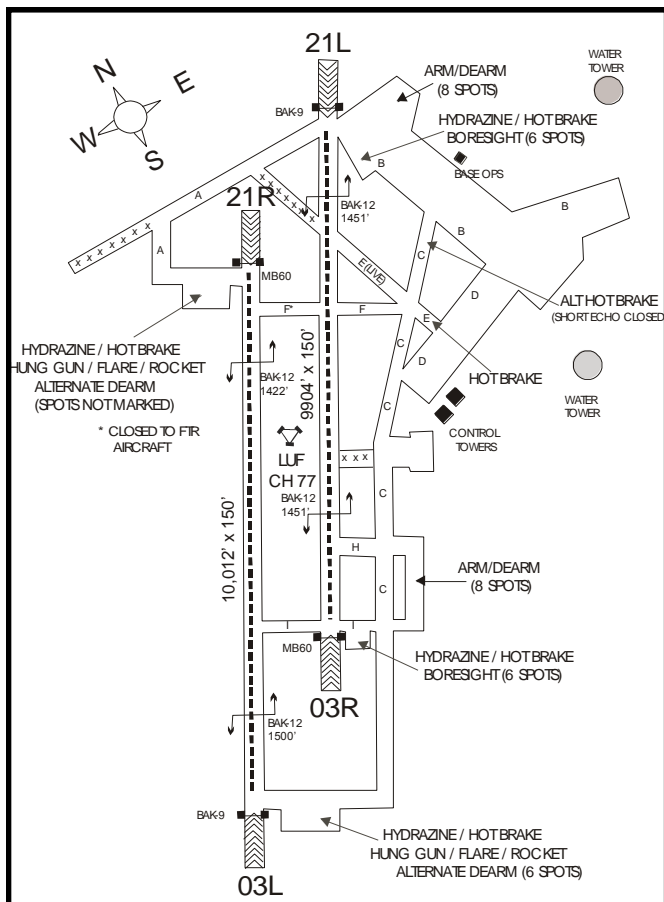 21L
WATER
TOWER
ARM/DEARM
(8 SPOTS)
N
E
W
S
BAK-9
HYDRAZINE / HOT BRAKE
BORESIGHT (6 SPOTS)
B
BASE OPS
A
21R
BAK-12
1451'
x x x x x x x
B
B
x x x x x x
A
C
E (LIVE)
D
MB60
ALT HOT BRAKE
(SHORT ECHO CLOSED)
F*
F
E
C
D
HYDRAZINE / HOT BRAKE
HUNG GUN / FLARE / ROCKET
ALTERNATE DEARM
(SPOTS NOT MARKED)
* CLOSED TO FTR
AIRCRAFT
BAK-12
1422'
9904' x 150'
HOT BRAKE
WATER
TOWER
C
CONTROL
TOWERS
LUF
CH 77
x x x
BAK-12
1451'
C
10,012' x 150'
H
ARM/DEARM
(8 SPOTS)
C
I
I
MB60
HYDRAZINE / HOT BRAKE
BORESIGHT (6 SPOTS)
03R
BAK-12
1500'
BAK-9
HYDRAZINE / HOT BRAKE
HUNG GUN / FLARE / ROCKET
ALTERNATE DEARM (6 SPOTS)
03L